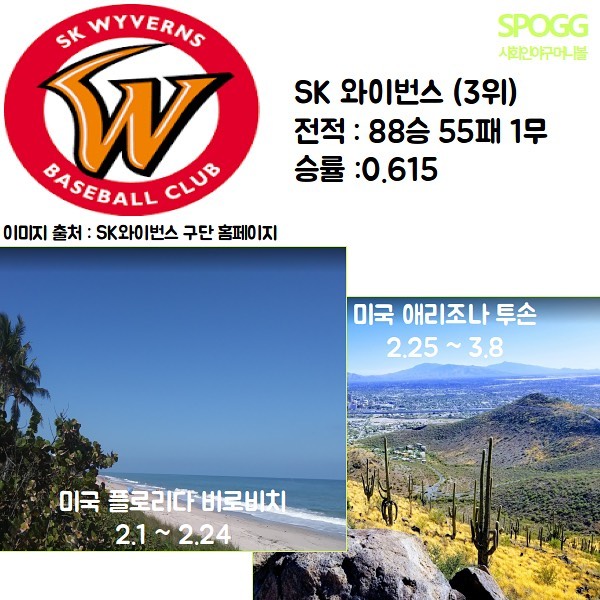 SK WYVERNS
W
BASEBALL CLUB
SPOGG
사회인야구머니볼
SK 와이번스 (3위)
전적 : 88승 55패 1무
승률 :0.615
이미지 출처 : SK와이번스 구단 홈페이지
미국 애리조나 투손
2.25 ~ 3.8
미국 플로리다 버로비치
2.1 ~ 2.24